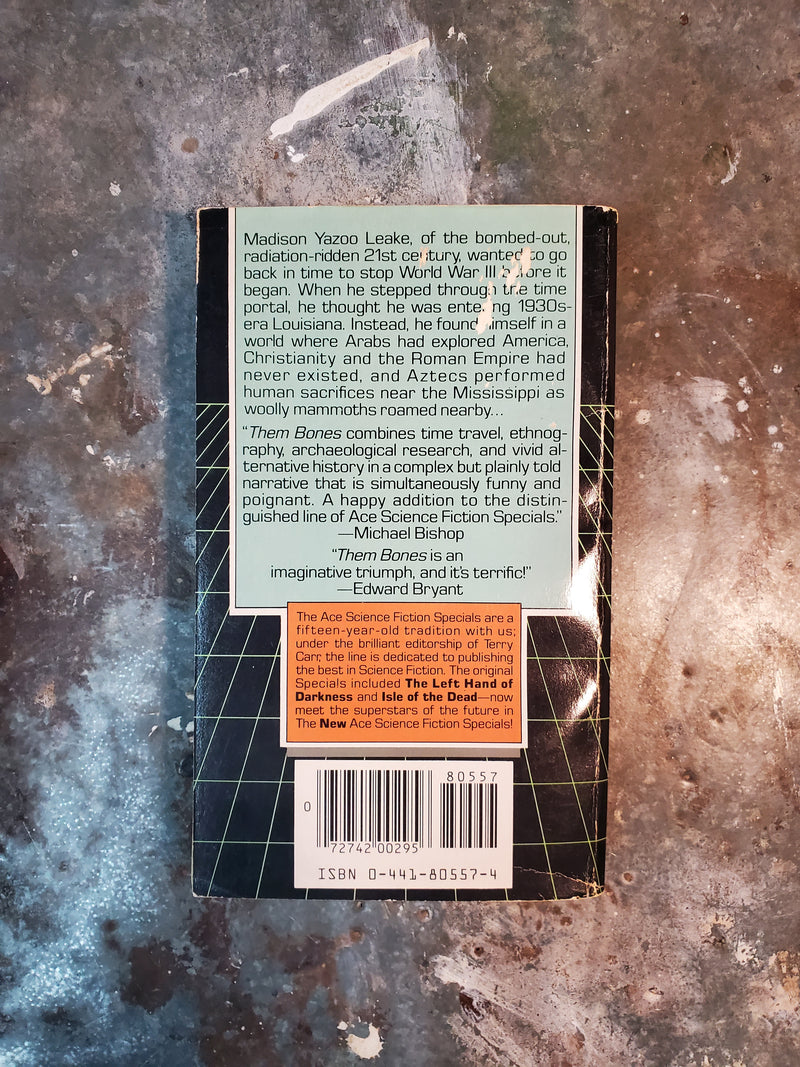 Madison Yazoo Leake, of the bombed-out,
radiation-ridden 21st century, wanted to go
back in time to stop World War III before it
began. When he stepped through the time
portal, he thought he was entering 1930s-
era Louisiana. Instead, he found himself in a
world where Arabs had explored America,
Christianity and the Roman Empire had
never existed, and Aztecs performed
human sacrifices near the Mississippi as
woolly mammoths roamed nearby...
“Them Bones combines time travel, ethnog-
raphy, archaeological research, and vivid al-
ternative history in a complex but plainly told
narrative that is simultaneously funny and
poignant. A happy addition to the distin-
guished line of Ace Science Fiction Specials.”
—Michael Bishop
“Them Bones is an
imaginative triumph, and it's terrific!”
—Edward Bryant
The Ace Science Fiction Specials are a
fifteen-year-old tradition with us;
under the brilliant editorship of Terry
Carr, the line is dedicated to publishing
the best in Science Fiction. The original
Specials included The Left Hand of
Darkness and Isle of the Dead—now
meet the superstars of the future in
The New Ace Science Fiction Specials!
80557
0
72742 00295
ISBN 0-441-80557-4